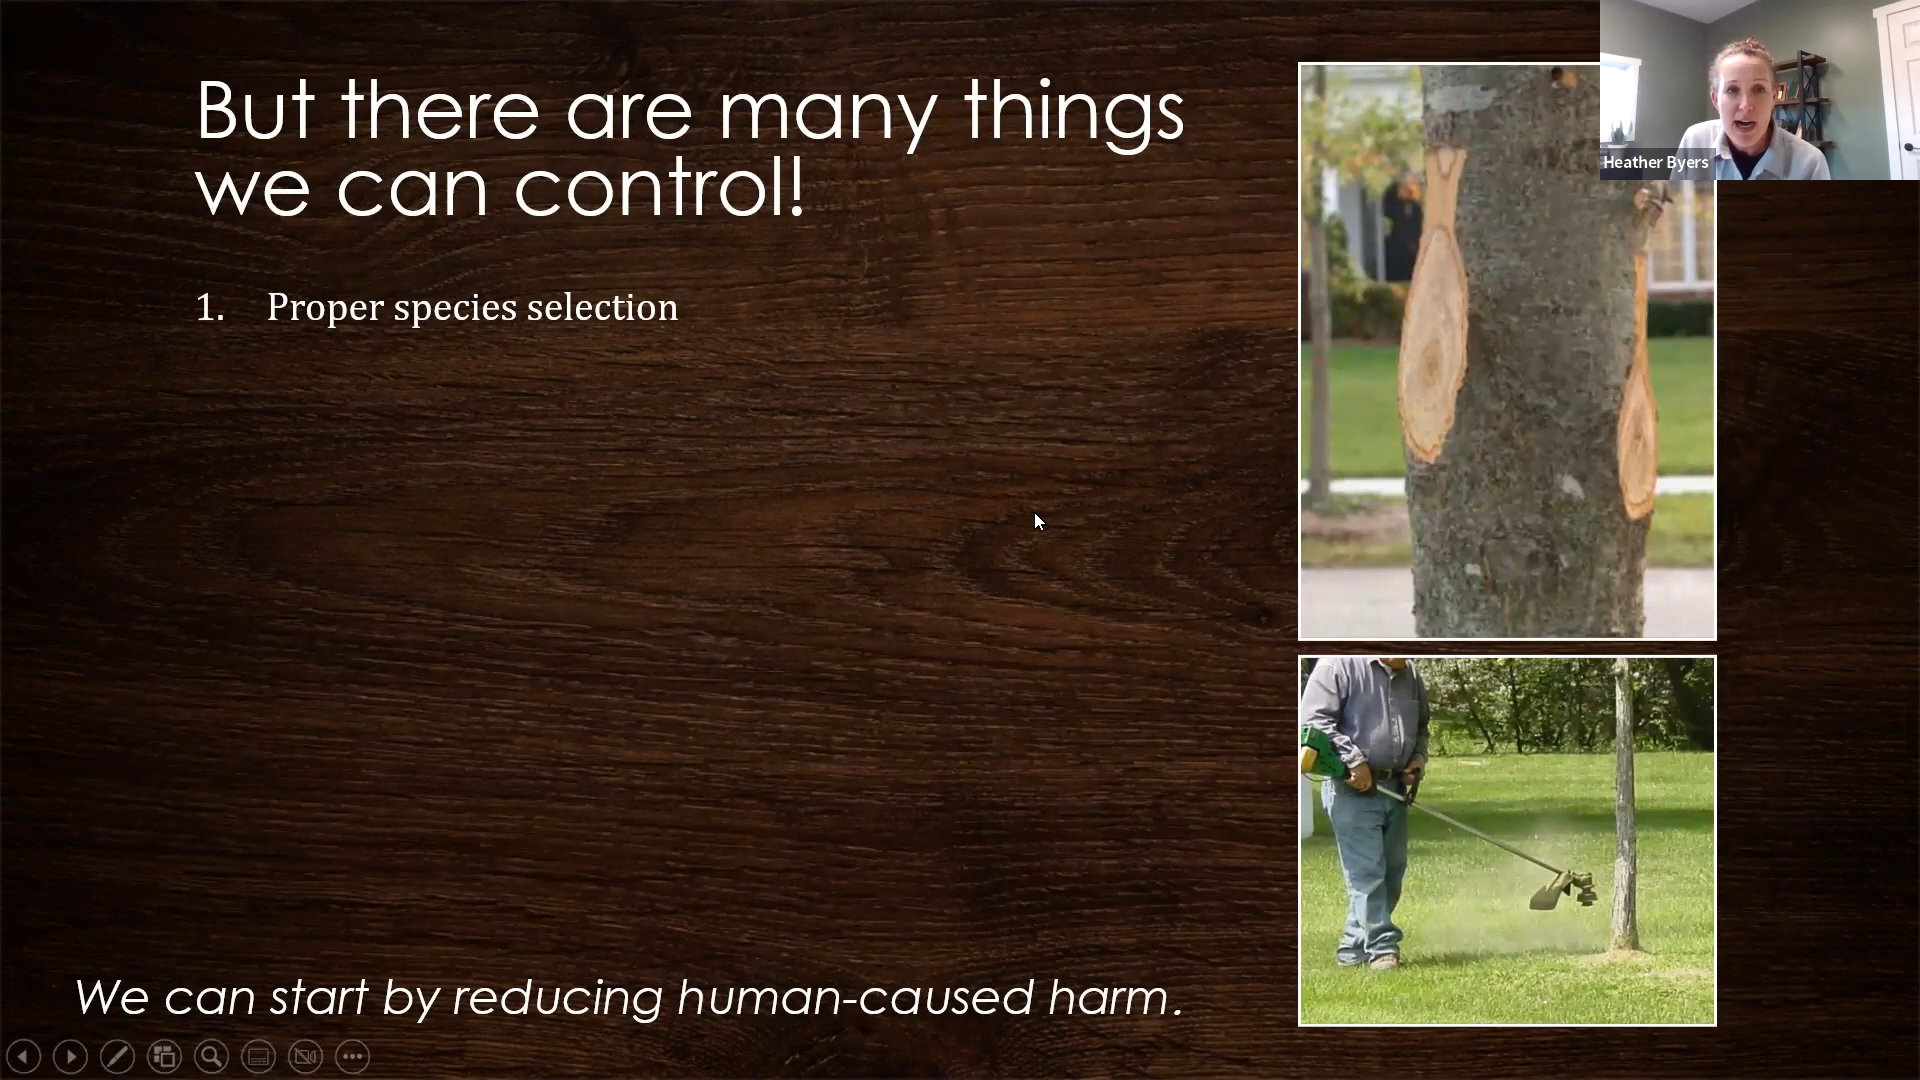 But there are many things
we can control!
1. Proper species selection
We can start by reducing human-caused harm.
Heather Byers